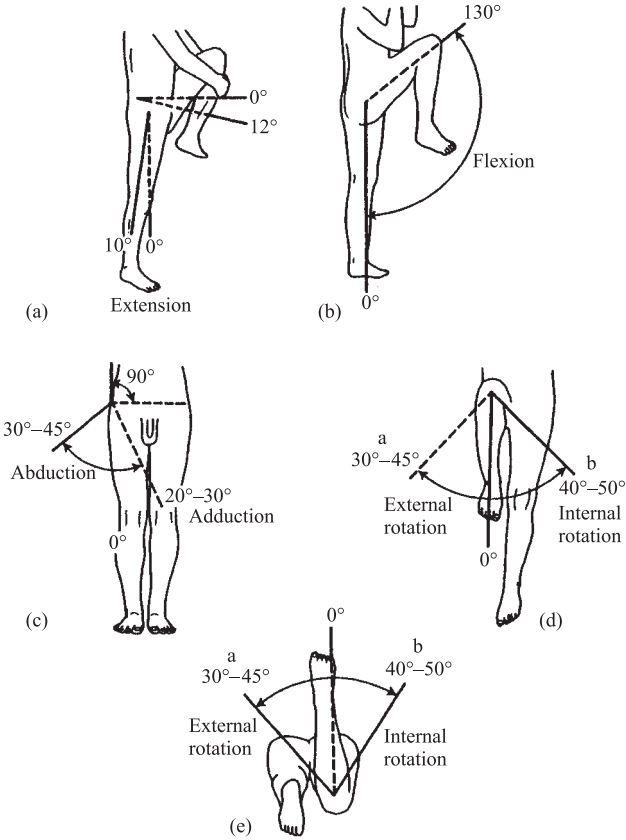 0°
12°
10° 0°
Extension
(a)
130°
Flexion
0°
(b)
90°
30°–45°
Abduction
20°–30°
Adduction
0°
(c)
a
30°–45°
External
rotation
b
40°–50°
Internal
rotation
0°
(d)
0°
a
30°–45°
External
rotation
b
40°–50°
Internal
rotation
(e)